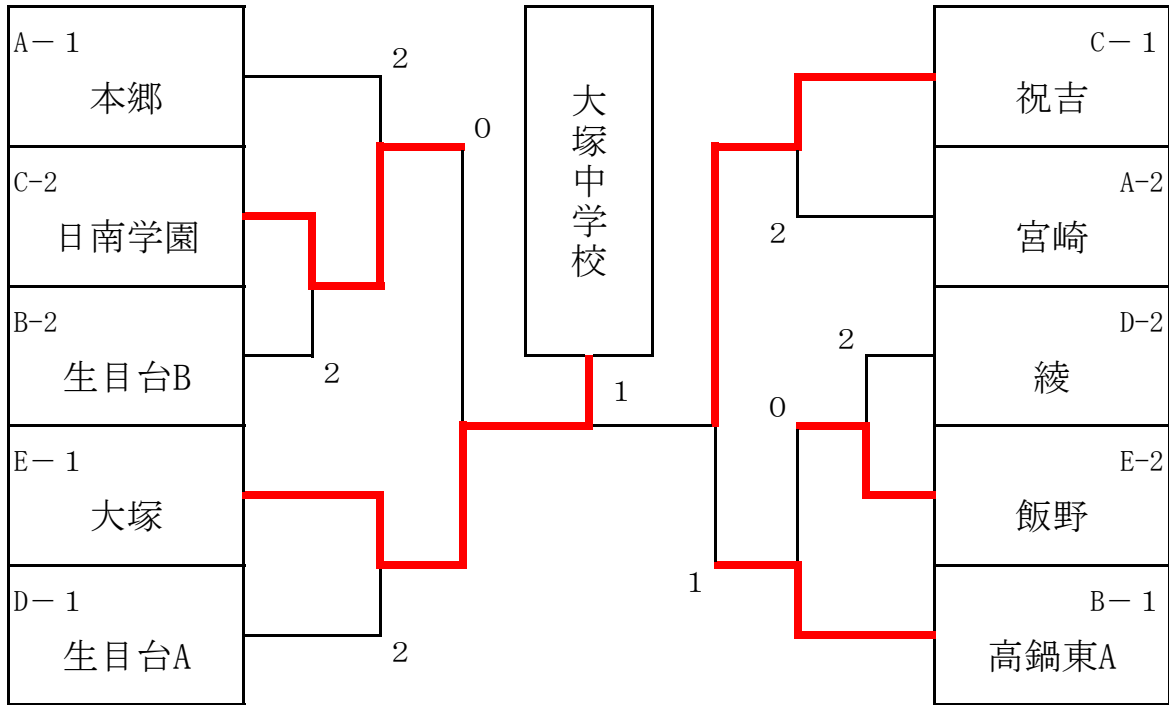 A－１
本郷
C-2
日南学園
B-2
生目台B
E－１
大塚
D－１
生目台A
２
０
２
２
大塚中学校
１
２
２
０
１
C－１
祝吉
A-2
宮崎
D-2
綾
E-2
飯野
B－１
高鍋東A